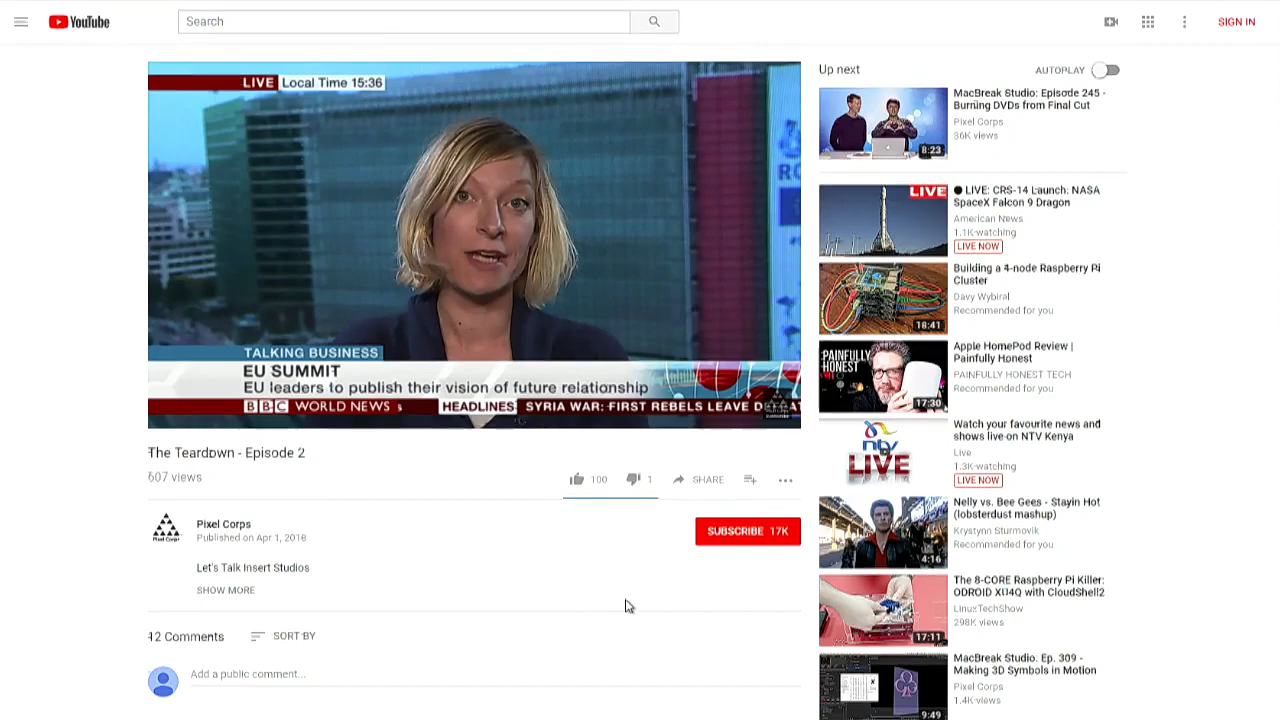 YouTube
Search
SIGN IN
LIVE Local Time 15:36
TALKING BUSINESS
EU SUMMIT
EU leaders to publish their vision of future relationship
BBC WORLD NEWS HEADLINES SYRIA WAR: FIRST REBELS LEAVE
The Teardown - Episode 2
607 views
100 1 SHARE
Pixel Corps
Published on Apr 1, 2018
SUBSCRIBE 17K
Let's Talk Insert Studios
SHOW MORE
12 Comments SORT BY
Add a public comment...
Up next AUTOPLAY
MacBreak Studio: Episode 245 -
Burning DVDs from Final Cut
Pixel Corps
36K views
8:23
LIVE
LIVE: CRS-14 Launch: NASA
SpaceX Falcon 9 Dragon
American News
1.1K watching
LIVE NOW
Building a 4-node Raspberry Pi
Cluster
Davy Wybiral
Recommended for you
18:41
PAINFULLY
HONEST
Apple HomePod Review |
Painfully Honest
PAINFULLY HONEST TECH
Recommended for you
17:30
ntv
LIVE
Watch your favourite news and
shows live on NTV Kenya
Live
1.3K watching
LIVE NOW
Nelly vs. Bee Gees - Stayin Hot
(lobsterdust mashup)
Krystynn Sturmovik
Recommended for you
4:16
The 8-CORE Raspberry Pi Killer:
ODROID XU4Q with CloudShell2
LinuxTechShow
298K views
17:11
MacBreak Studio. Ep. 309 -
Making 3D Symbols in Motion
Pixel Corps
1.4K views
9:49